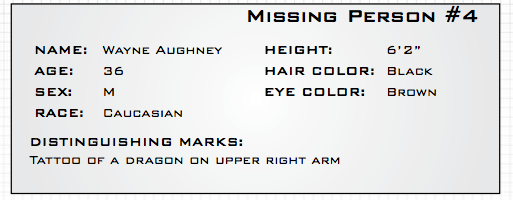 Missing Person #4
Name: Wayne Aughney Height: 6'2"
Age: 36 Hair Color: Black
Sex: M Eye Color: Brown
Race: Caucasian
Distinguishing Marks:
Tattoo of a dragon on upper right arm